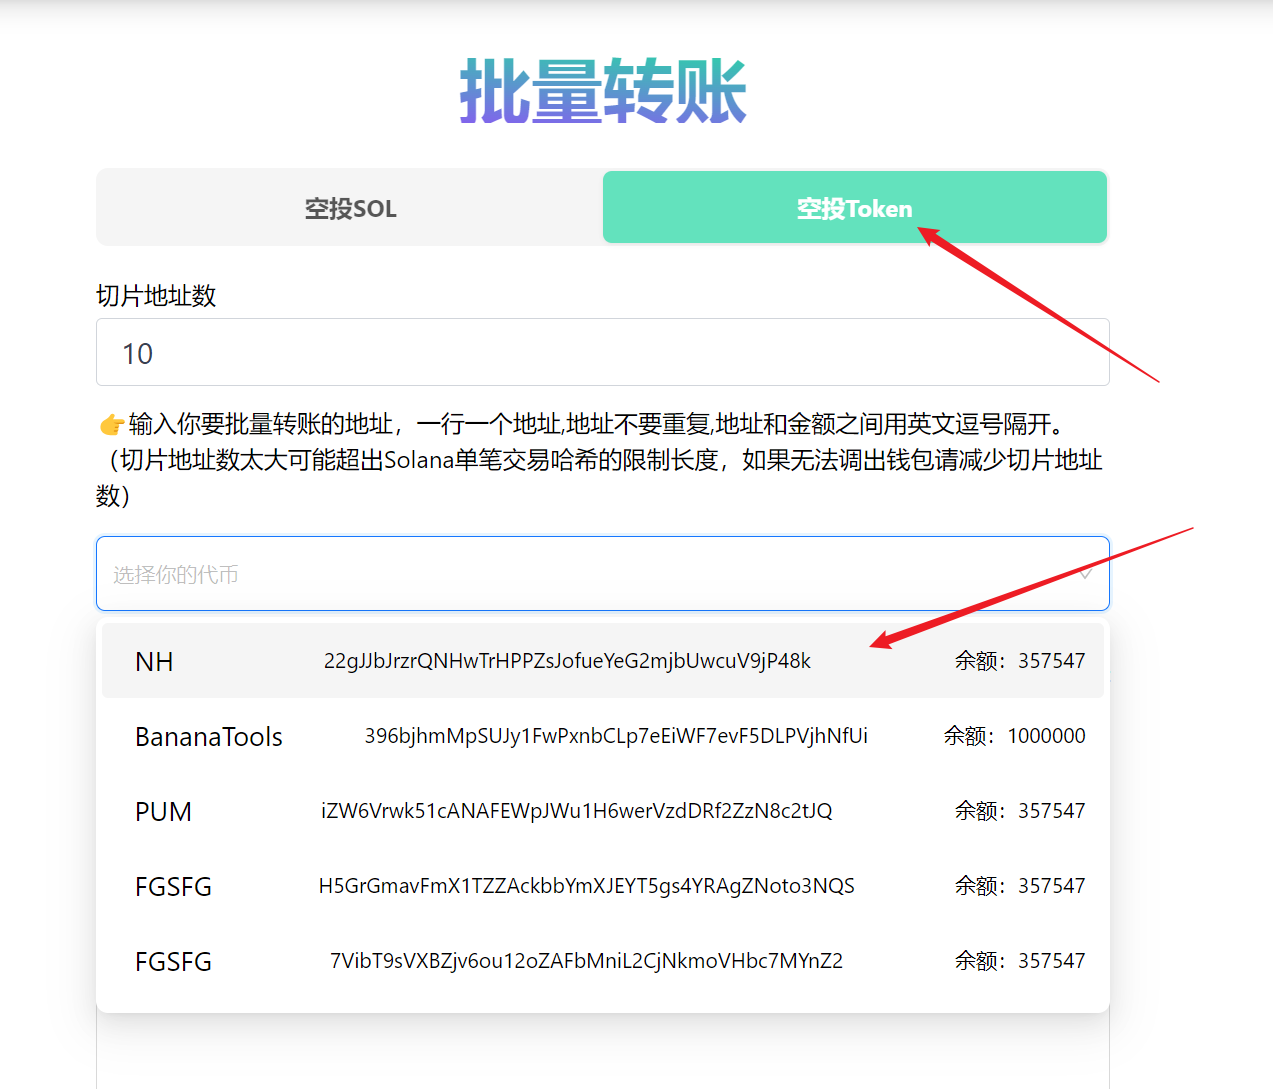 批量转账
空投SOL
空投Token
切片地址数
10
👉输入你要批量转账的地址，一行一个地址,地址不要重复,地址和金额之间用英文逗号隔开。
（切片地址数太大可能超出Solana单笔交易哈希的限制长度，如果无法调出钱包请减少切片地址
数）
选择你的代币
NH 22gJJbJrzrQNHwTrHPPZsJofueYeG2mjbUwcuV9jP48k 余额：357547
BananaTools 396bjhmMpSUJy1FwPxnbCLp7eEiWF7evF5DLPVjhNfUi 余额：1000000
PUM iZW6Vrwk51cANAFEWpJWu1H6werVzdDRf2ZzN8c2tJQ 余额：357547
FGSFG H5GrGmavFmX1TZZAckbbYmXJEYT5gs4YRAgZNoto3NQS 余额：357547
FGSFG 7VibT9sVXBZjv6ou12oZAFbMniL2CjNkmoVHbc7MYnZ2 余额：357547